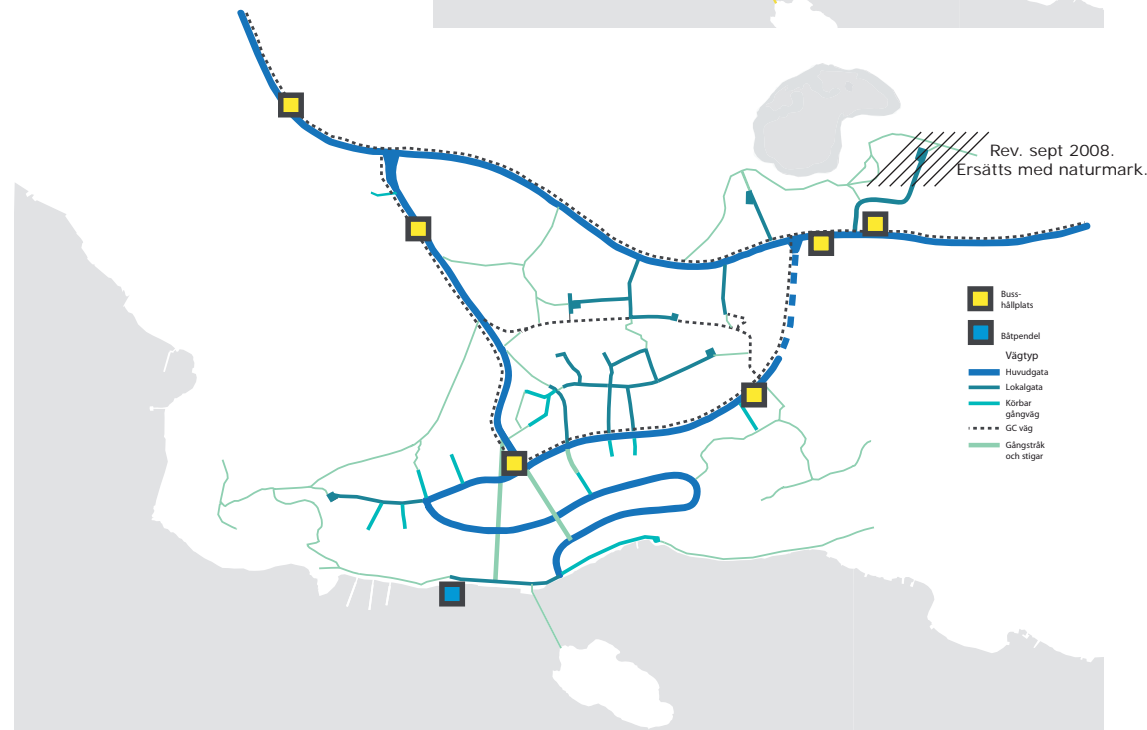 Rev. sept 2008.
Ersätts med naturmark.
Buss-
hållplats
Båtpendel
Vägtyp
Huvudgata
Lokalgata
Körbar
gångväg
GC väg
Gångstråk
och stigar